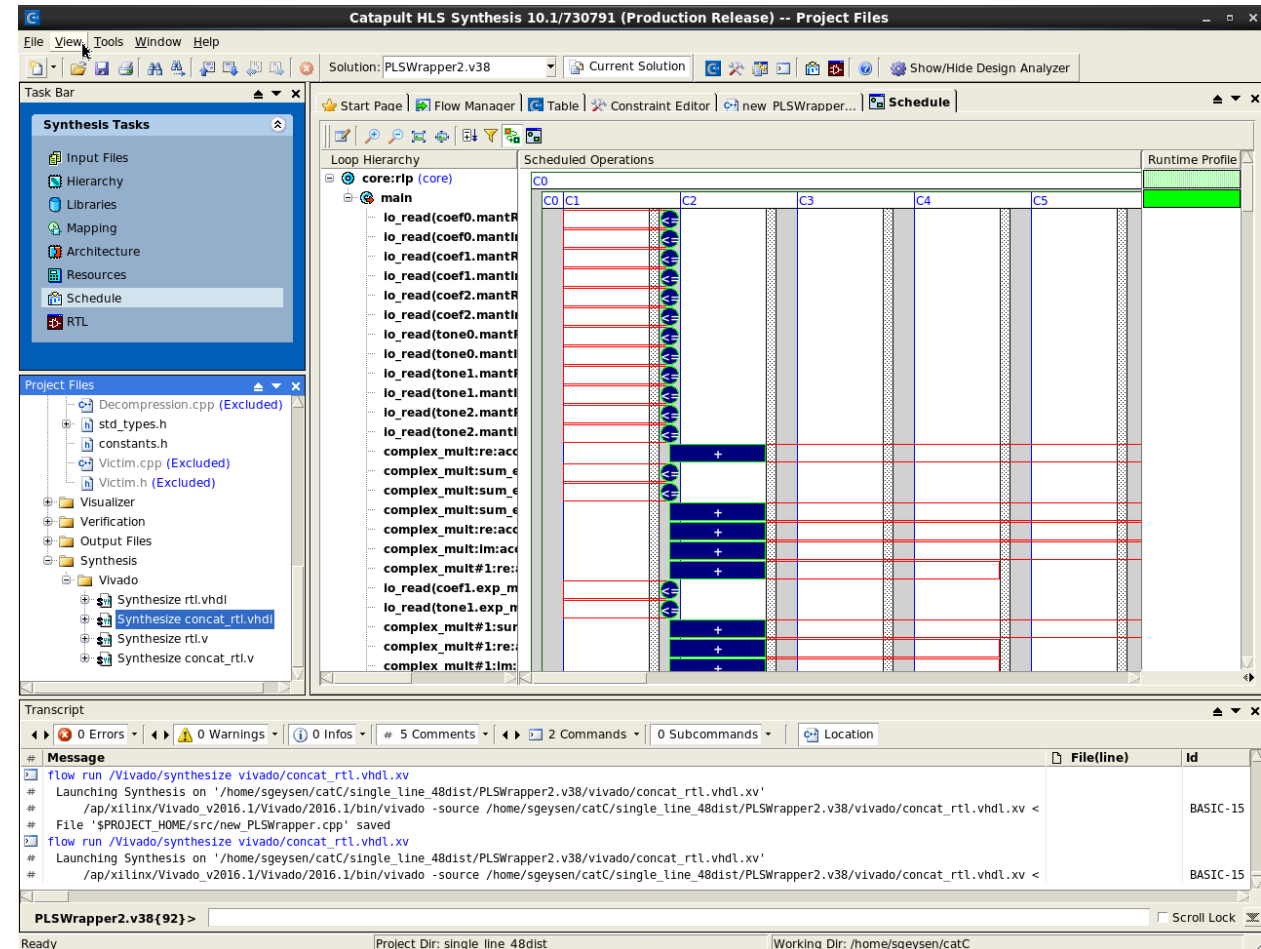 Catapult HLS Synthesis 10.1/730791 (Production Release) -- Project Files
File View Tools Window Help
Solution: PLSWrapper2.v38 Current Solution Show/Hide Design Analyzer
Task Bar
Synthesis Tasks
Input Files
Hierarchy
Libraries
Mapping
Architecture
Resources
Schedule
RTL
Project Files
Decompression.cpp (Excluded)
std_types.h
constants.h
Victim.cpp (Excluded)
Victim.h (Excluded)
Visualizer
Verification
Output Files
Synthesis
Vivado
Synthesize rtl.vhdl
Synthesize concat_rtl.vhdl
Synthesize rtl.v
Synthesize concat_rtl.v
Start Page Flow Manager Table Constraint Editor new_PLSWrapper... Schedule
Loop Hierarchy Scheduled Operations Runtime Profile
core:rlp (core) C0
main C0 C1 C2 C3 C4 C5
io_read(coef0.mantR
io_read(coef0.mantIr
io_read(coef1.mantR
io_read(coef1.mantIr
io_read(coef2.mantR
io_read(coef2.mantIr
io_read(tone0.mantF
io_read(tone0.mantI
io_read(tone1.mantF
io_read(tone1.mantI
io_read(tone2.mantF
io_read(tone2.mantI
complex_mult:re:acc +
complex_mult:sum_e
complex_mult:sum_e
complex_mult:sum_e +
complex_mult:re:acc +
complex_mult:im:acc +
complex_mult#1:re:a +
io_read(coef1.exp_m
io_read(tone1.exp_m
complex_mult#1:sur +
complex_mult#1:re:a +
complex_mult#1:im: +
Transcript
0 Errors 0 Warnings 0 Infos # 5 Comments 2 Commands 0 Subcommands Location
# Message File(line) Id
flow run /Vivado/synthesize vivado/concat_rtl.vhdl.xv
# Launching Synthesis on '/home/sgeysen/catC/single_line_48dist/PLSWrapper2.v38/vivado/concat_rtl.vhdl.xv'
# /ap/xilinx/Vivado_v2016.1/Vivado/2016.1/bin/vivado -source /home/sgeysen/catC/single_line_48dist/PLSWrapper2.v38/vivado/concat_rtl.vhdl.xv < BASIC-15
# File '$PROJECT_HOME/src/new_PLSWrapper.cpp' saved
flow run /Vivado/synthesize vivado/concat_rtl.vhdl.xv
# Launching Synthesis on '/home/sgeysen/catC/single_line_48dist/PLSWrapper2.v38/vivado/concat_rtl.vhdl.xv'
# /ap/xilinx/Vivado_v2016.1/Vivado/2016.1/bin/vivado -source /home/sgeysen/catC/single_line_48dist/PLSWrapper2.v38/vivado/concat_rtl.vhdl.xv < BASIC-15
PLSWrapper2.v38{92}> Scroll Lock
Ready Project Dir: single_line_48dist Working Dir: /home/sgeysen/catC